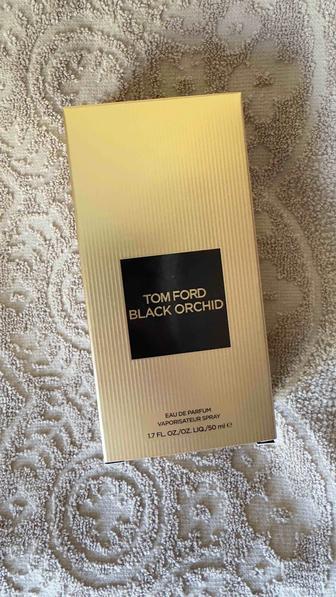 TOM FORD
BLACK ORCHID
EAU DE PARFUM
VAPORISATEUR SPRAY
1.7 FL. OZ./OZ. LIQ./50 ml ℮